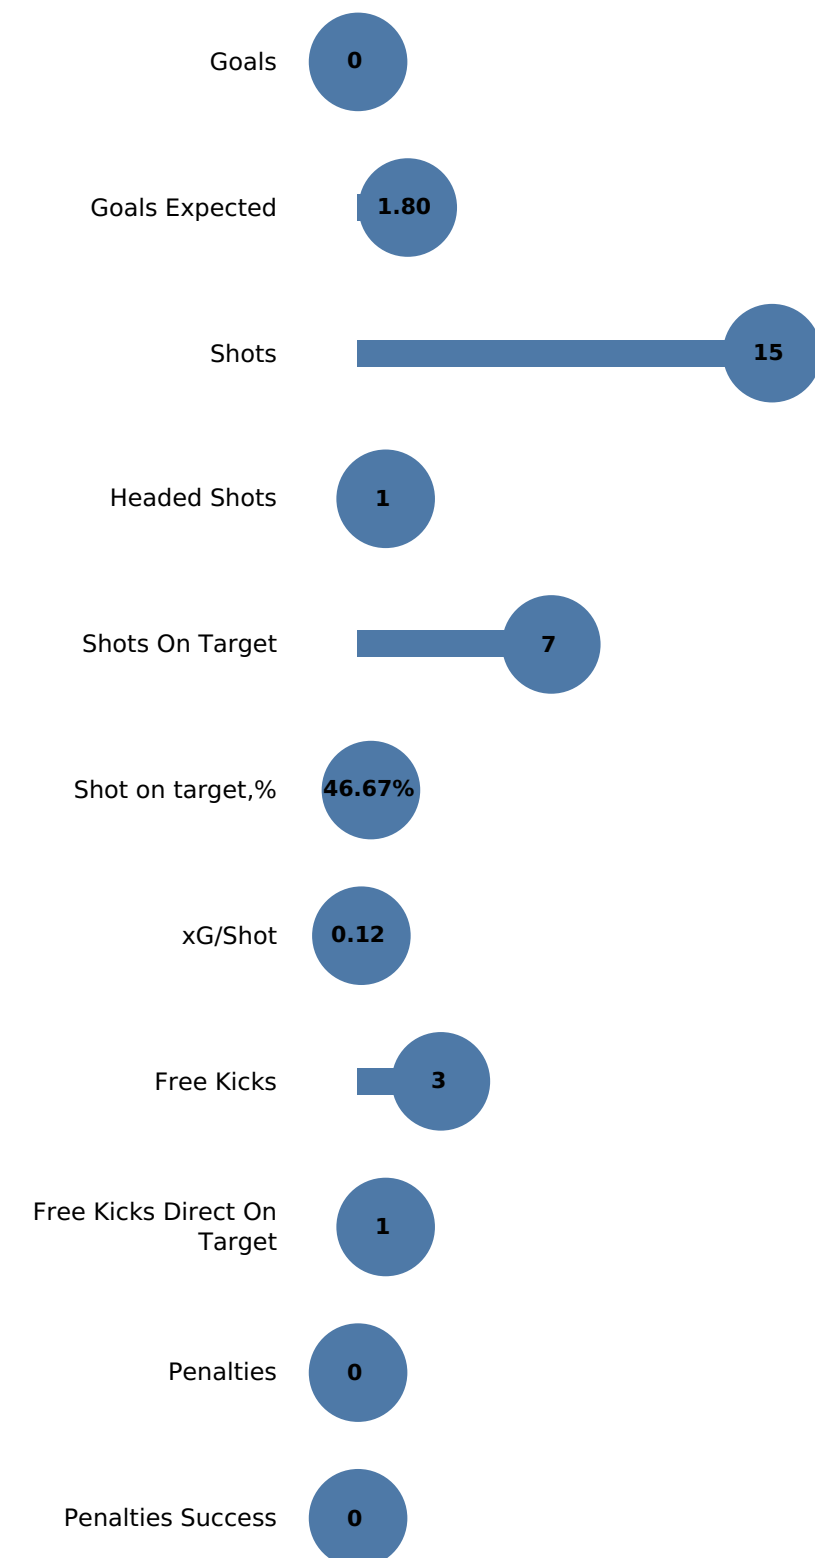 Goals 0
Goals Expected 1.80
Shots 15
Headed Shots 1
Shots On Target 7
Shot on target,% 46.67%
xG/Shot 0.12
Free Kicks 3
Free Kicks Direct On
Target 1
Penalties 0
Penalties Success 0